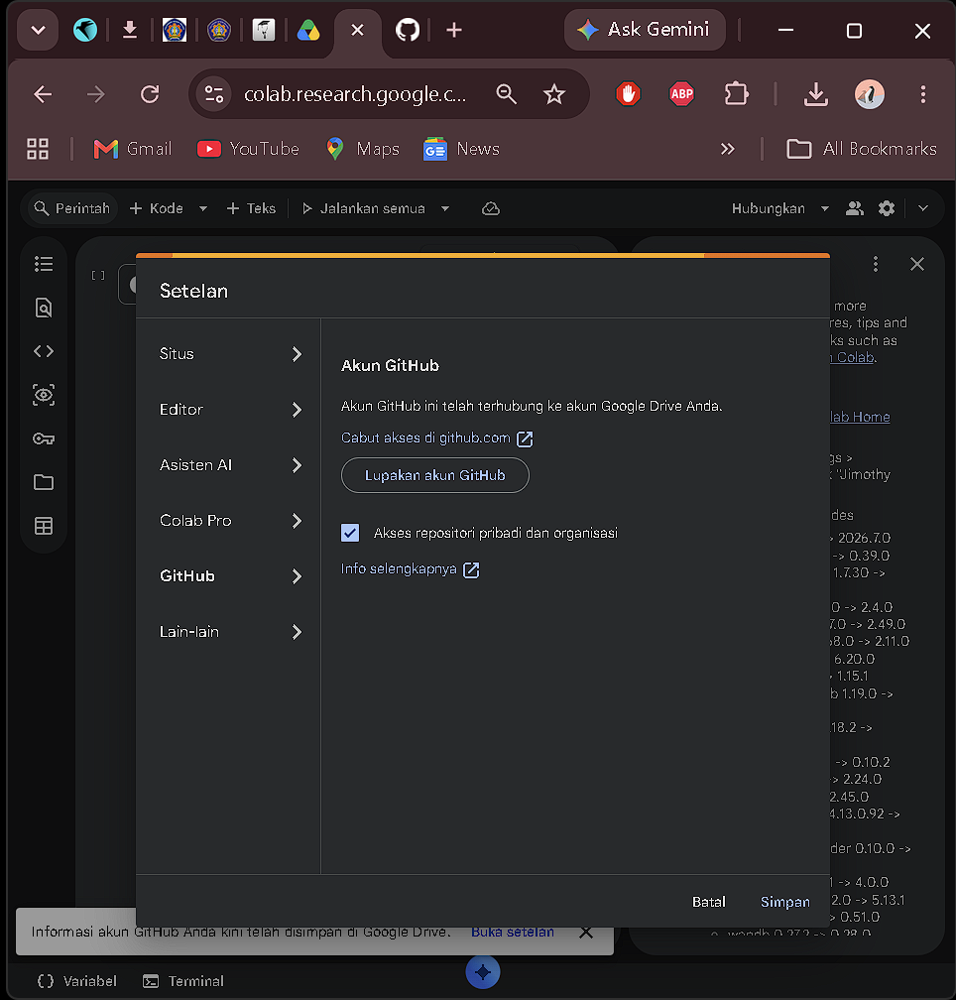 Ask Gemini
colab.research.google.c...
ABP
Gmail
YouTube
Maps
News
All Bookmarks
Perintah
Kode
Teks
Jalankan semua
Hubungkan
Setelan
Situs
Editor
Asisten AI
Colab Pro
GitHub
Lain-lain
Akun GitHub
Akun GitHub ini telah terhubung ke akun Google Drive Anda.
Cabut akses di github.com
Lupakan akun GitHub
Akses repositori pribadi dan organisasi
Info selengkapnya
Batal
Simpan
more
res, tips and
ks such as
Colab.
lab Home
gs >
"Jimothy
des
> 2026.7.0
-> 0.39.0
1.7.30 ->
0 -> 2.4.0
7.0 -> 2.49.0
8.0 -> 2.11.0
6.20.0
1.15.1
b 1.19.0 ->
18.2 ->
-> 0.10.2
-> 2.24.0
2.45.0
4.13.0.92 ->
der 0.10.0 ->
-> 4.0.0
2.0 -> 5.13.1
> 0.51.0
wandb 0.27.2 -> 0.28.0
Informasi akun GitHub Anda kini telah disimpan di Google Drive.
Buka setelan
Variabel
Terminal